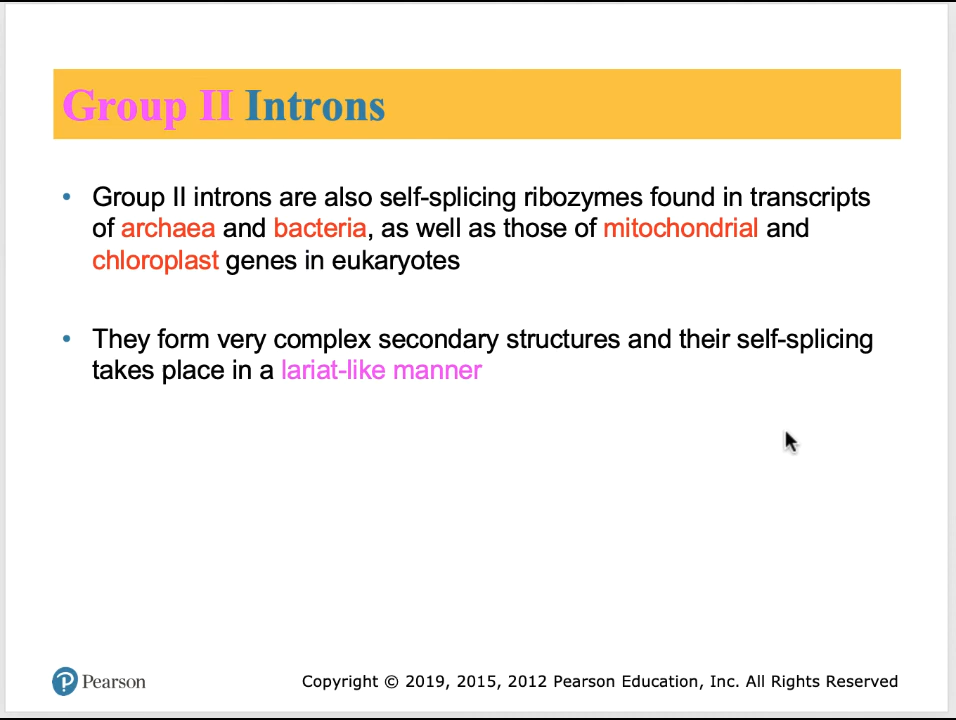 Group II Introns
• Group II introns are also self-splicing ribozymes found in transcripts
of archaea and bacteria, as well as those of mitochondrial and
chloroplast genes in eukaryotes
• They form very complex secondary structures and their self-splicing
takes place in a lariat-like manner
P Pearson
Copyright © 2019, 2015, 2012 Pearson Education, Inc. All Rights Reserved